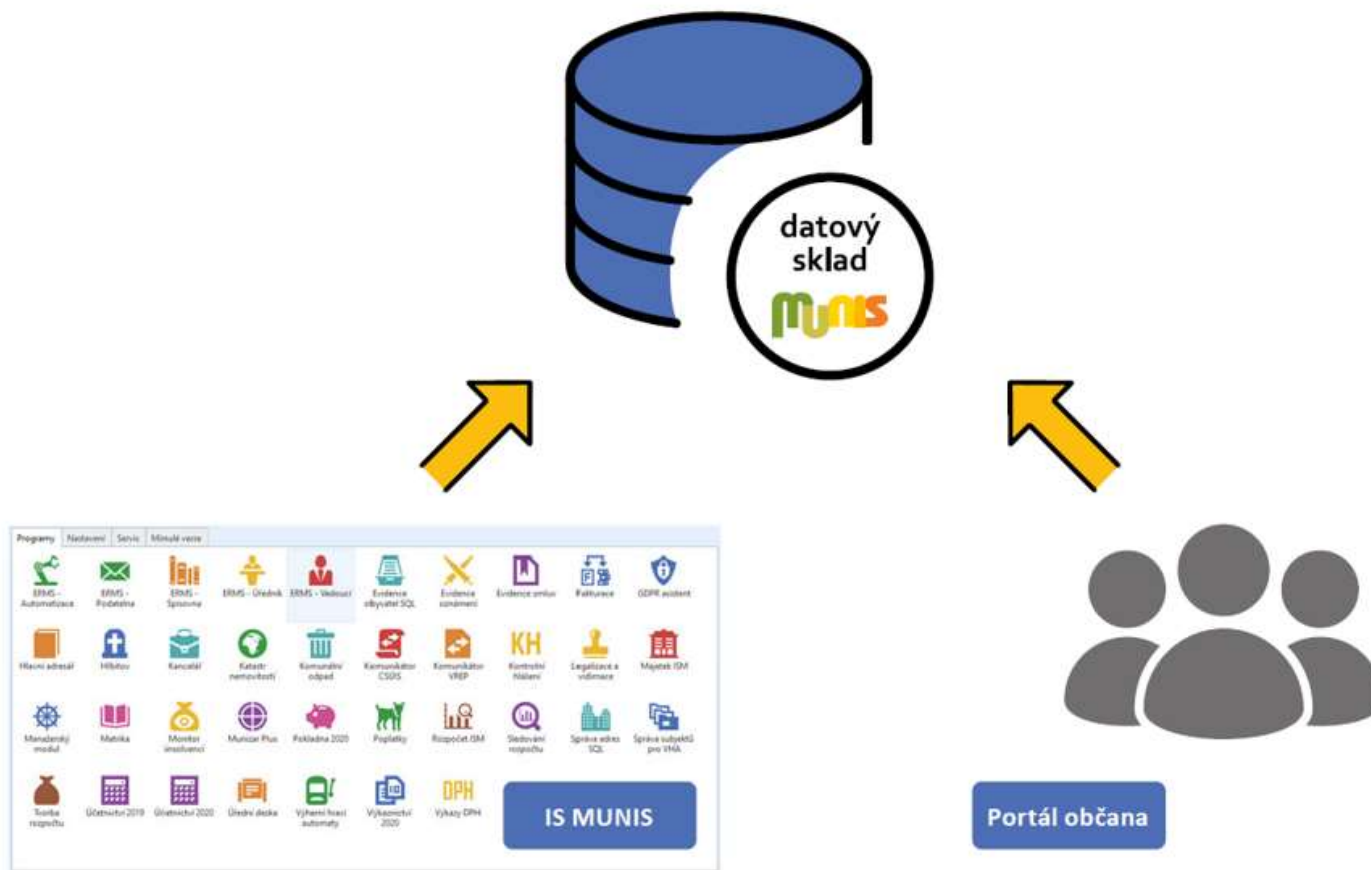 datový
sklad
munis
Programy Nastavení Servis Minulé verze
ERMS - Automatizace
ERMS - Podatelna
ERMS - Spisovna
ERMS - Úředník
ERMS - Vedoucí
Evidence obyvatel SQL
Evidence oznámení
Evidence smluv
Fakturace
GDPR asistent
Hlavní adresář
Hřbitov
Kancelář
Katastr nemovitostí
Komunální odpad
Komunikátor CSÚIS
Komunikátor VREP
KH
Kontrolní hlášení
Legalizace a vidimace
Majetek ISM
Manažerský modul
Matrika
Monitor insolvencí
Munizar Plus
Pokladna 2020
Poplatky
Rozpočet ISM
Sledování rozpočtu
Správa adres SQL
Správa subjektů pro VHA
Tvorba rozpočtu
Účetnictví 2019
Účetnictví 2020
Úřední deska
Výherní hrací automaty
Výkaznictví 2020
DPH
Výkazy DPH
IS MUNIS
Portál občana